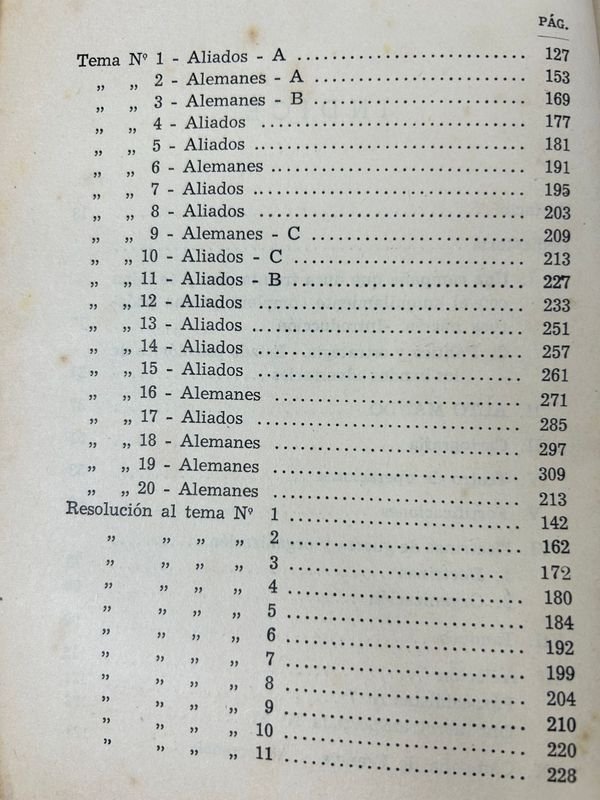 PÁG.
Tema Nº 1 - Aliados - A ........................... 127
„ „ 2 - Alemanes - A ......................... 153
„ „ 3 - Alemanes - B ......................... 169
„ „ 4 - Aliados ............................... 177
„ „ 5 - Aliados ................................ 181
„ „ 6 - Alemanes .............................. 191
„ „ 7 - Aliados ................................ 195
„ „ 8 - Aliados ............................... 203
„ „ 9 - Alemanes - C ......................... 209
„ „ 10 - Aliados - C ........................... 213
„ „ 11 - Aliados - B ............................ 227
„ „ 12 - Aliados ............................... 233
„ „ 13 - Aliados ............................... 251
„ „ 14 - Aliados ............................... 257
„ „ 15 - Aliados ............................... 261
„ „ 16 - Alemanes ............................. 271
„ „ 17 - Aliados ............................... 285
„ „ 18 - Alemanes ............................. 297
„ „ 19 - Alemanes ............................. 309
„ „ 20 - Alemanes ............................. 213
Resolución al tema Nº 1 ............................ 142
„ „ „ „ 2 ............................ 162
„ „ „ „ 3 .......................... 172
„ „ „ „ 4 ............................ 180
„ „ „ „ 5 ............................ 184
„ „ „ „ 6 ............................ 192
„ „ „ „ 7 ............................ 199
„ „ „ „ 8 ............................ 204
„ „ „ „ 9 ............................ 210
„ „ „ „ 10 ............................ 220
„ „ „ „ 11 ............................ 228